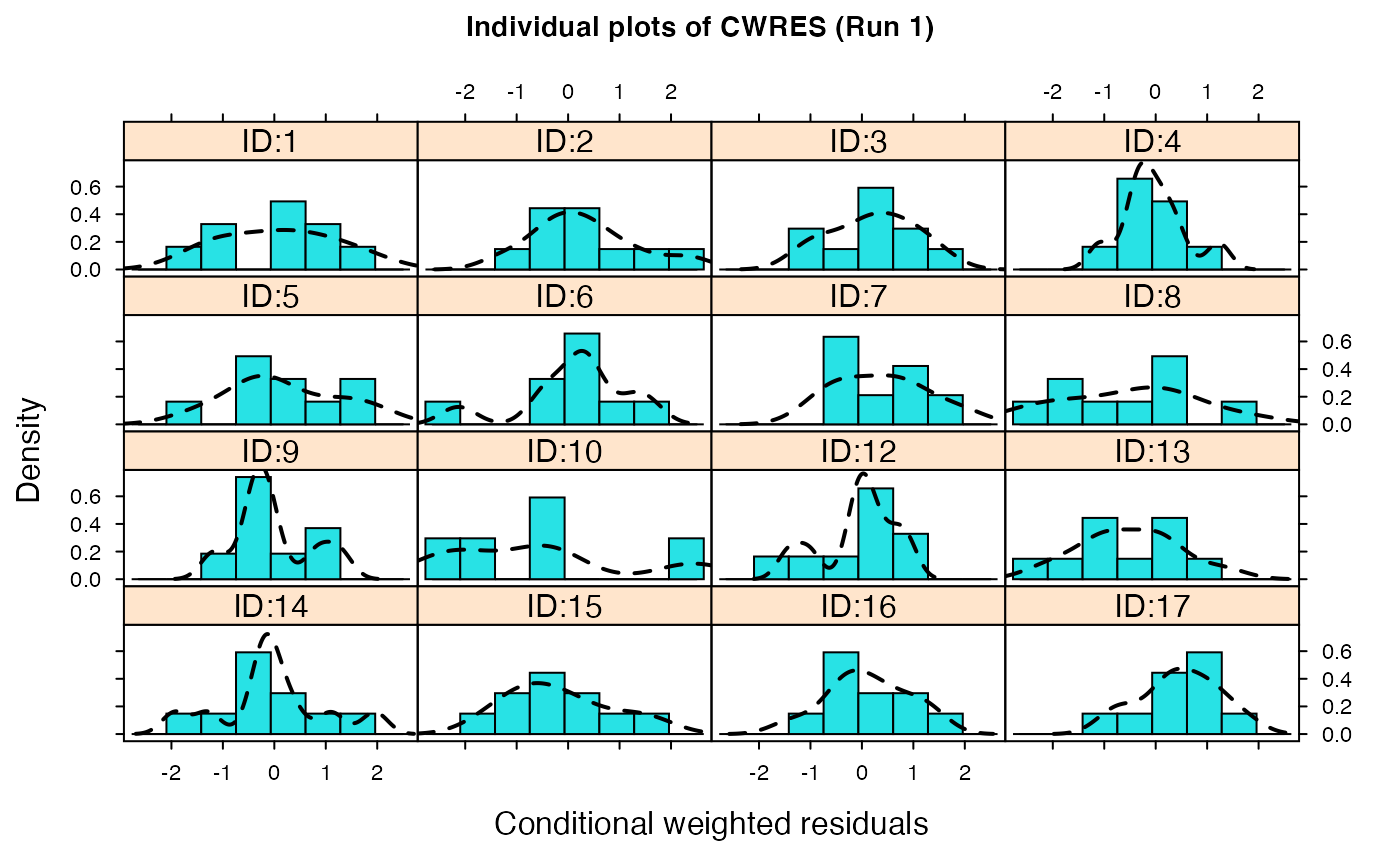 Individual plots of CWRES (Run 1)
-2 -1 0 1 2 -2 -1 0 1 2
ID:1 ID:2 ID:3 ID:4
0.6
0.4
0.2
0.0
ID:5 ID:6 ID:7 ID:8
0.6
0.4
0.2
0.0
ID:9 ID:10 ID:12 ID:13
0.6
0.4
0.2
0.0
ID:14 ID:15 ID:16 ID:17
0.6
0.4
0.2
0.0
-2 -1 0 1 2 -2 -1 0 1 2
Density
Conditional weighted residuals